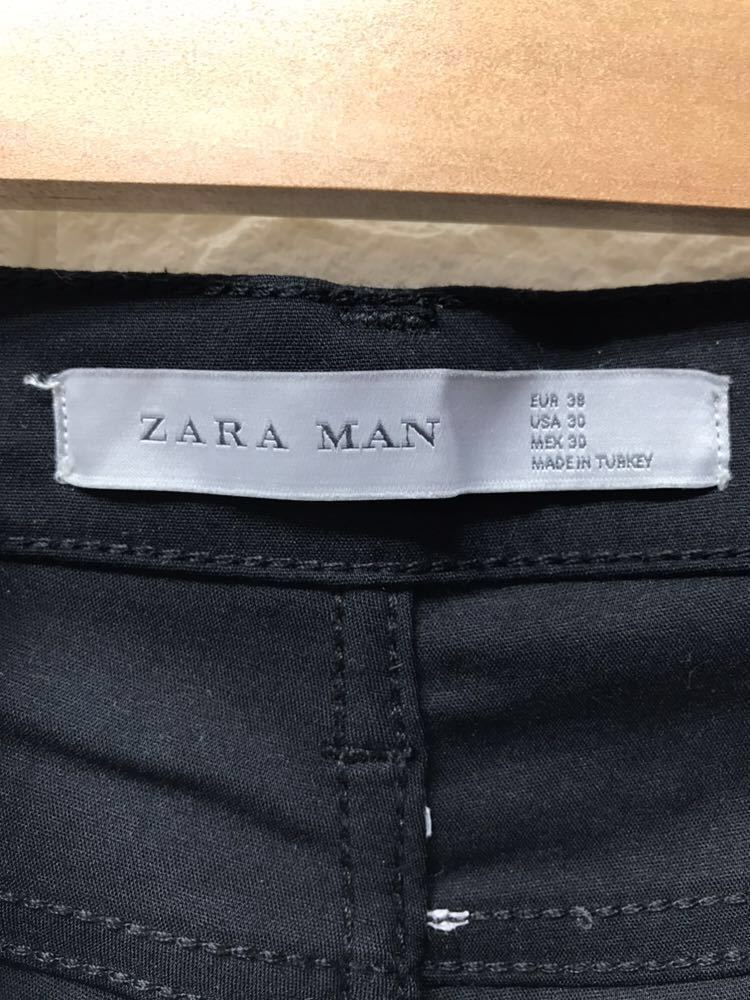 ZARA MAN
EUR 38
USA 30
MEX 30
MADE IN TURKEY